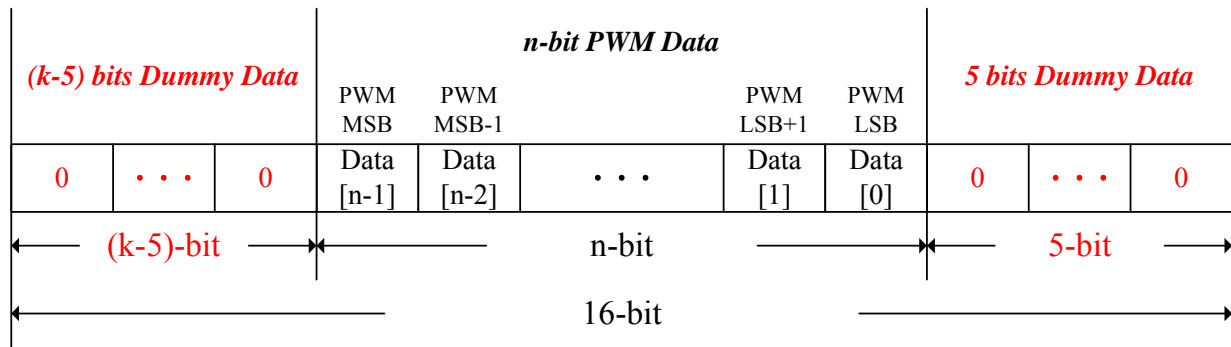 n-bit PWM Data
(k-5) bits Dummy Data
5 bits Dummy Data
PWM MSB
PWM MSB-1
PWM LSB+1
PWM LSB
0
· · ·
0
Data [n-1]
Data [n-2]
· · ·
Data [1]
Data [0]
0
· · ·
0
(k-5)-bit
n-bit
5-bit
16-bit